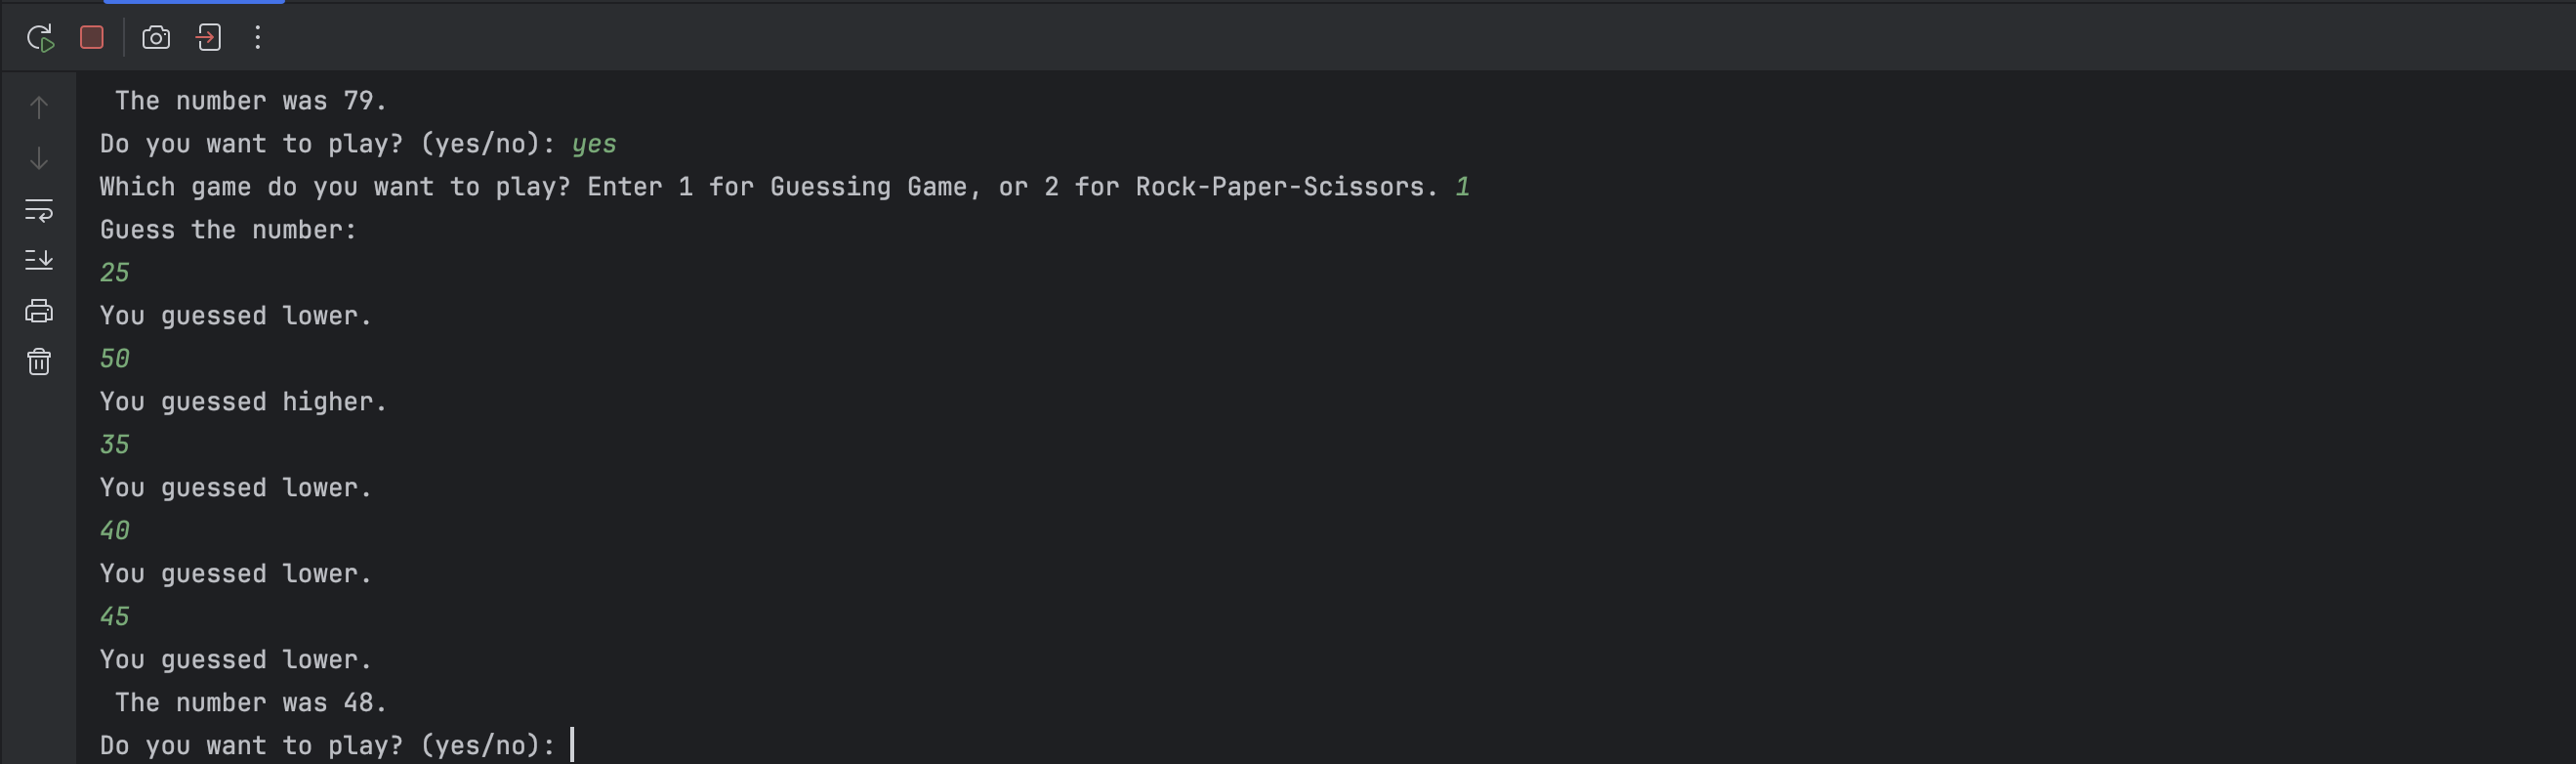 The number was 79.
Do you want to play? (yes/no): yes
Which game do you want to play? Enter 1 for Guessing Game, or 2 for Rock-Paper-Scissors. 1
Guess the number:
25
You guessed lower.
50
You guessed higher.
35
You guessed lower.
40
You guessed lower.
45
You guessed lower.
The number was 48.
Do you want to play? (yes/no):